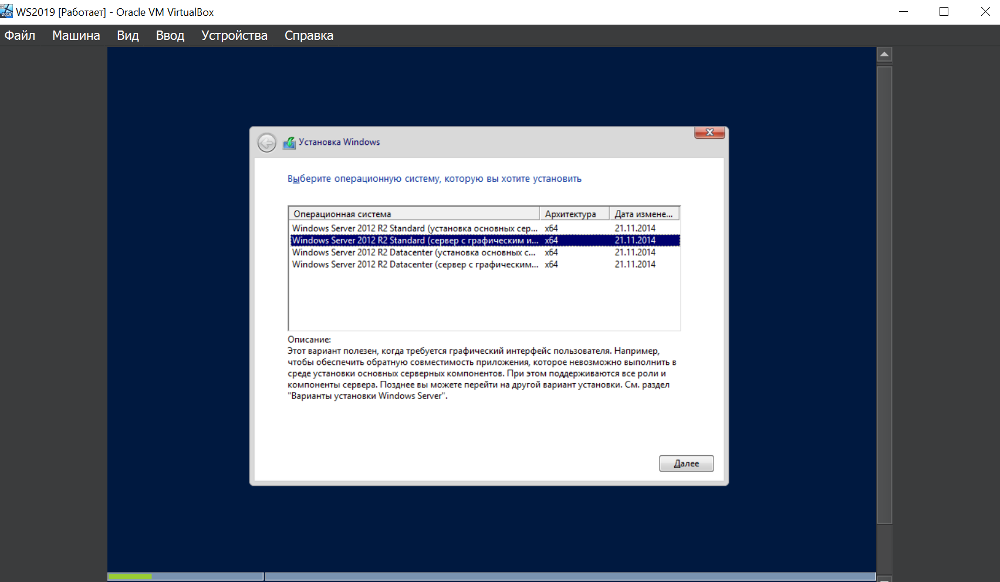 WS2019 [Работает] - Oracle VM VirtualBox
Файл Машина Вид Ввод Устройства Справка
Установка Windows
Выберите операционную систему, которую вы хотите установить
Операционная система Архитектура Дата измене...
Windows Server 2012 R2 Standard (установка основных сер... x64 21.11.2014
Windows Server 2012 R2 Standard (сервер с графическим и... x64 21.11.2014
Windows Server 2012 R2 Datacenter (установка основных с... x64 21.11.2014
Windows Server 2012 R2 Datacenter (сервер с графическим... x64 21.11.2014
Описание:
Этот вариант полезен, когда требуется графический интерфейс пользователя. Например,
чтобы обеспечить обратную совместимость приложения, которое невозможно выполнить в
среде установки основных серверных компонентов. При этом поддерживаются все роли и
компоненты сервера. Позднее вы можете перейти на другой вариант установки. См. раздел
"Варианты установки Windows Server".
Далее